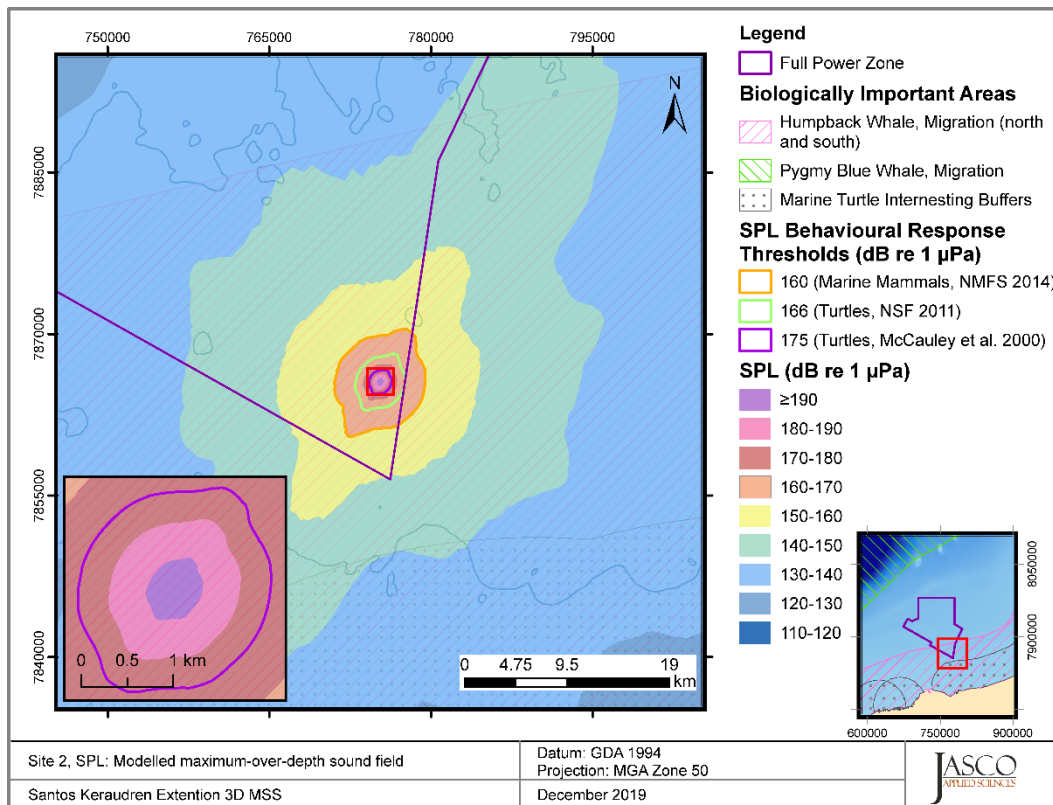 750000
765000
780000
795000
7885000
7870000
7855000
7840000
N
0
0.5
1 km
0
4.75
9.5
19
km
Legend
Full Power Zone
Biologically Important Areas
Humpback Whale, Migration (north
and south)
Pygmy Blue Whale, Migration
Marine Turtle Internesting Buffers
SPL Behavioural Response
Thresholds (dB re 1 µPa)
160 (Marine Mammals, NMFS 2014)
166 (Turtles, NSF 2011)
175 (Turtles, McCauley et al. 2000)
SPL (dB re 1 µPa)
≥190
180-190
170-180
160-170
150-160
140-150
130-140
120-130
110-120
8050000
7900000
600000
750000
900000
Site 2, SPL: Modelled maximum-over-depth sound field
Datum: GDA 1994
Projection: MGA Zone 50
Santos Keraudren Extention 3D MSS
December 2019
JASCO
APPLIED SCIENCES